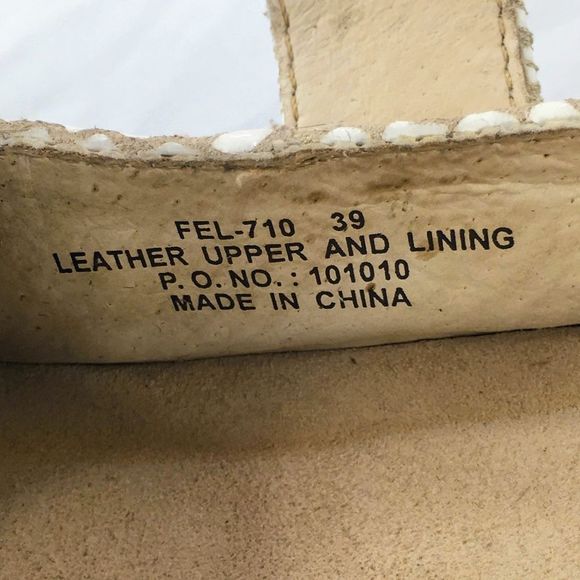 FEL-710 39
LEATHER UPPER AND LINING
P. O. NO. : 101010
MADE IN CHINA